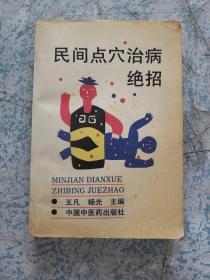 民间点穴治病
绝招
MINJIAN DIANXUE
ZHIBING JUEZHAO
● 王凡 杨光 主编
● 中国中医药出版社